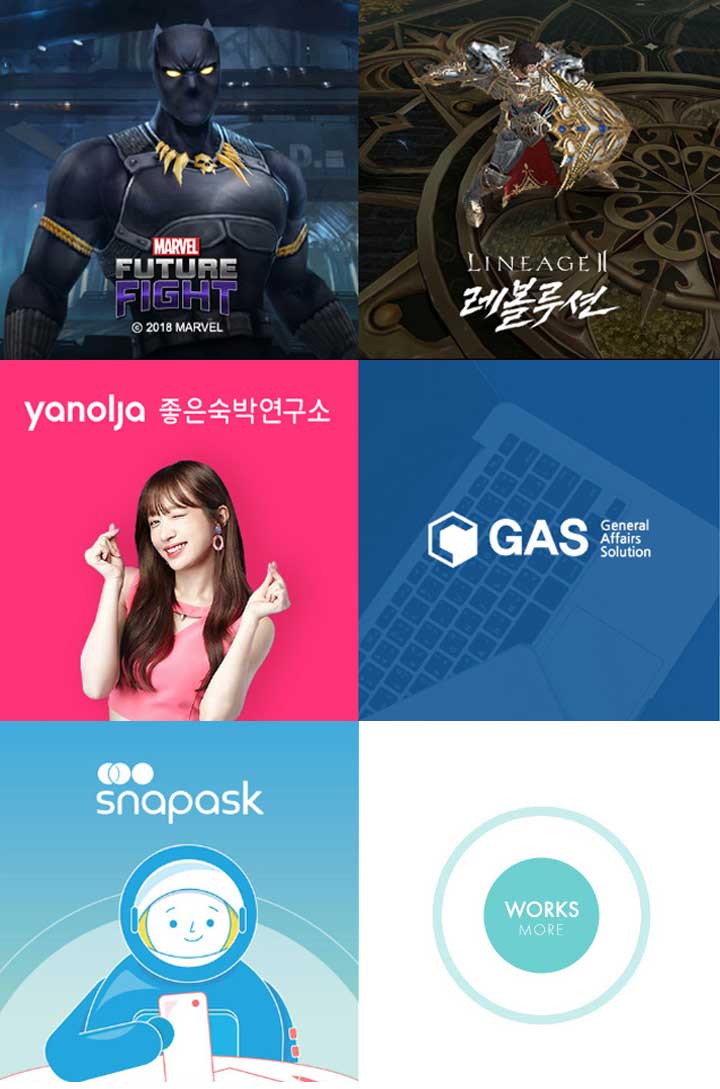 MARVEL
FUTURE
FIGHT
© 2018 MARVEL
LINEAGE II
레볼루션
yanolja 좋은숙박연구소
GAS General
Affairs
Solution
snapask
WORKS
MORE